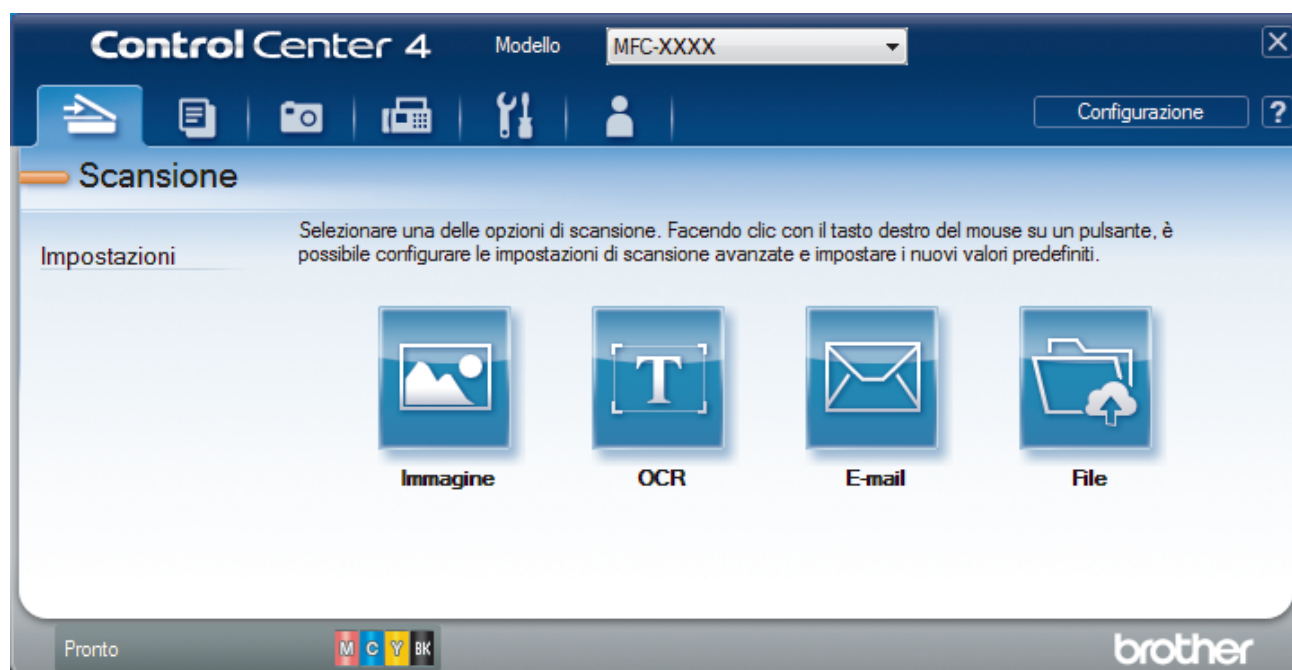 Control Center 4
Modello
MFC-XXXX
Configurazione
?
Scansione
Impostazioni
Selezionare una delle opzioni di scansione. Facendo clic con il tasto destro del mouse su un pulsante, è
possibile configurare le impostazioni di scansione avanzate e impostare i nuovi valori predefiniti.
T
Immagine
OCR
E-mail
File
Pronto
M C Y BK
brother